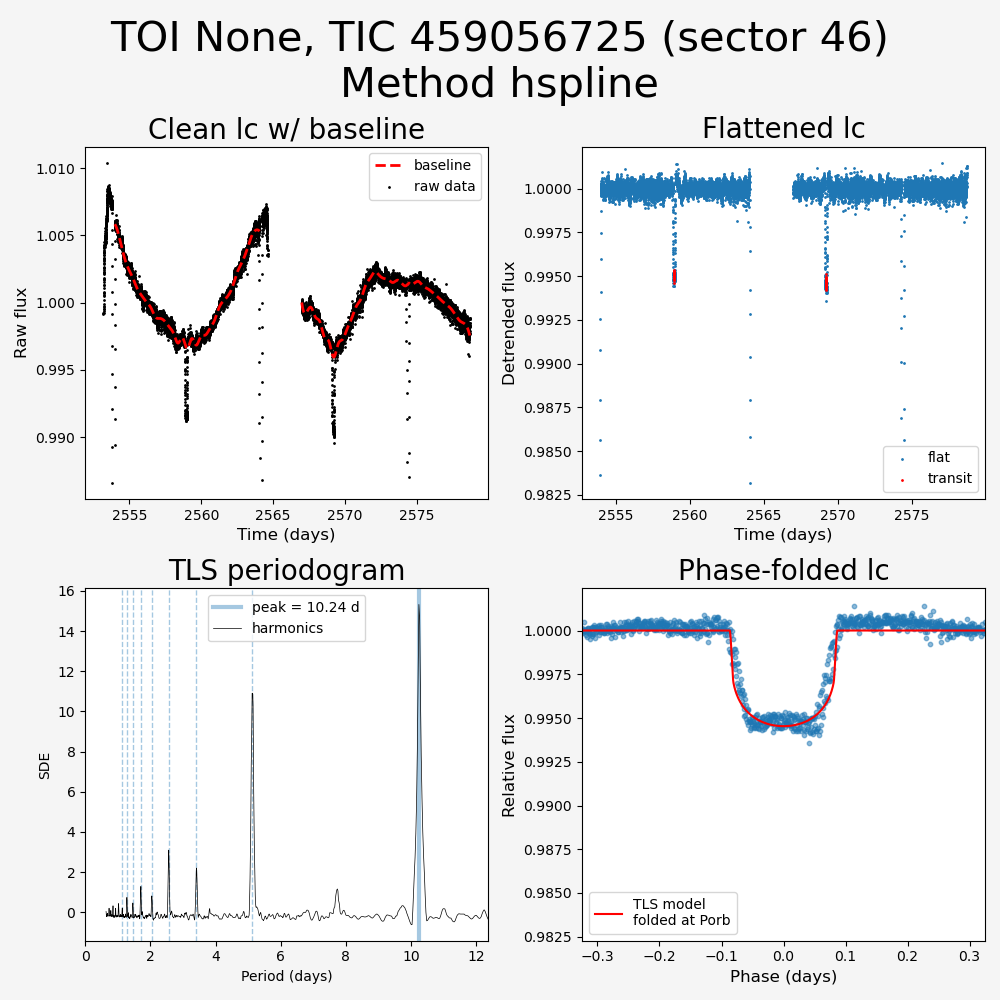 TOI None, TIC 459056725 (sector 46)
Method hspline
Clean lc w/ baseline
baseline
raw data
1.010
1.005
1.000
0.995
0.990
Raw flux
2555
2560
2565
2570
2575
Time (days)
Flattened lc
1.0000
0.9975
0.9950
0.9925
0.9900
0.9875
0.9850
0.9825
Detrended flux
flat
transit
2555
2560
2565
2570
2575
Time (days)
TLS periodogram
peak = 10.24 d
harmonics
16
14
12
10
8
6
4
2
0
SDE
0
2
4
6
8
10
12
Period (days)
Phase-folded lc
1.0000
0.9975
0.9950
0.9925
0.9900
0.9875
0.9850
0.9825
Relative flux
TLS model
folded at Porb
−0.3
−0.2
−0.1
0.0
0.1
0.2
0.3
Phase (days)